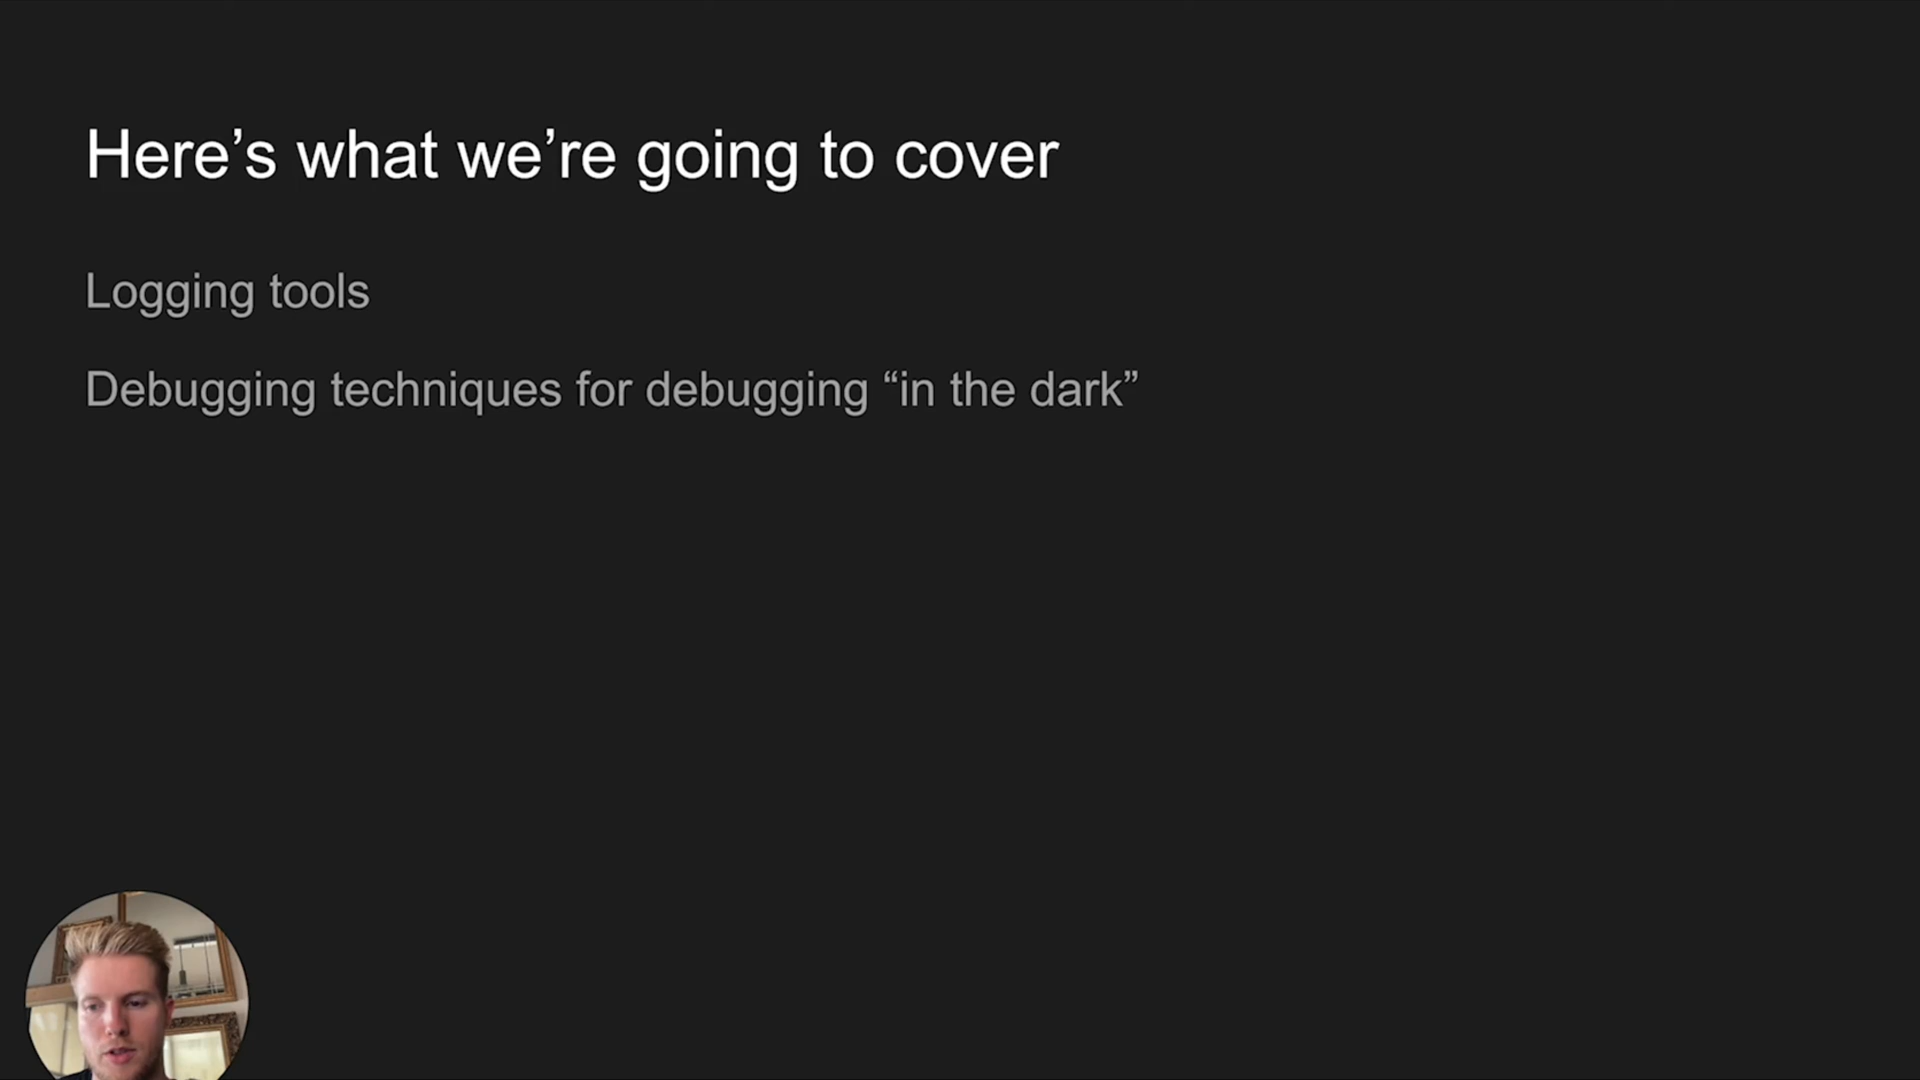 Here’s what we’re going to cover
Logging tools
Debugging techniques for debugging “in the dark”